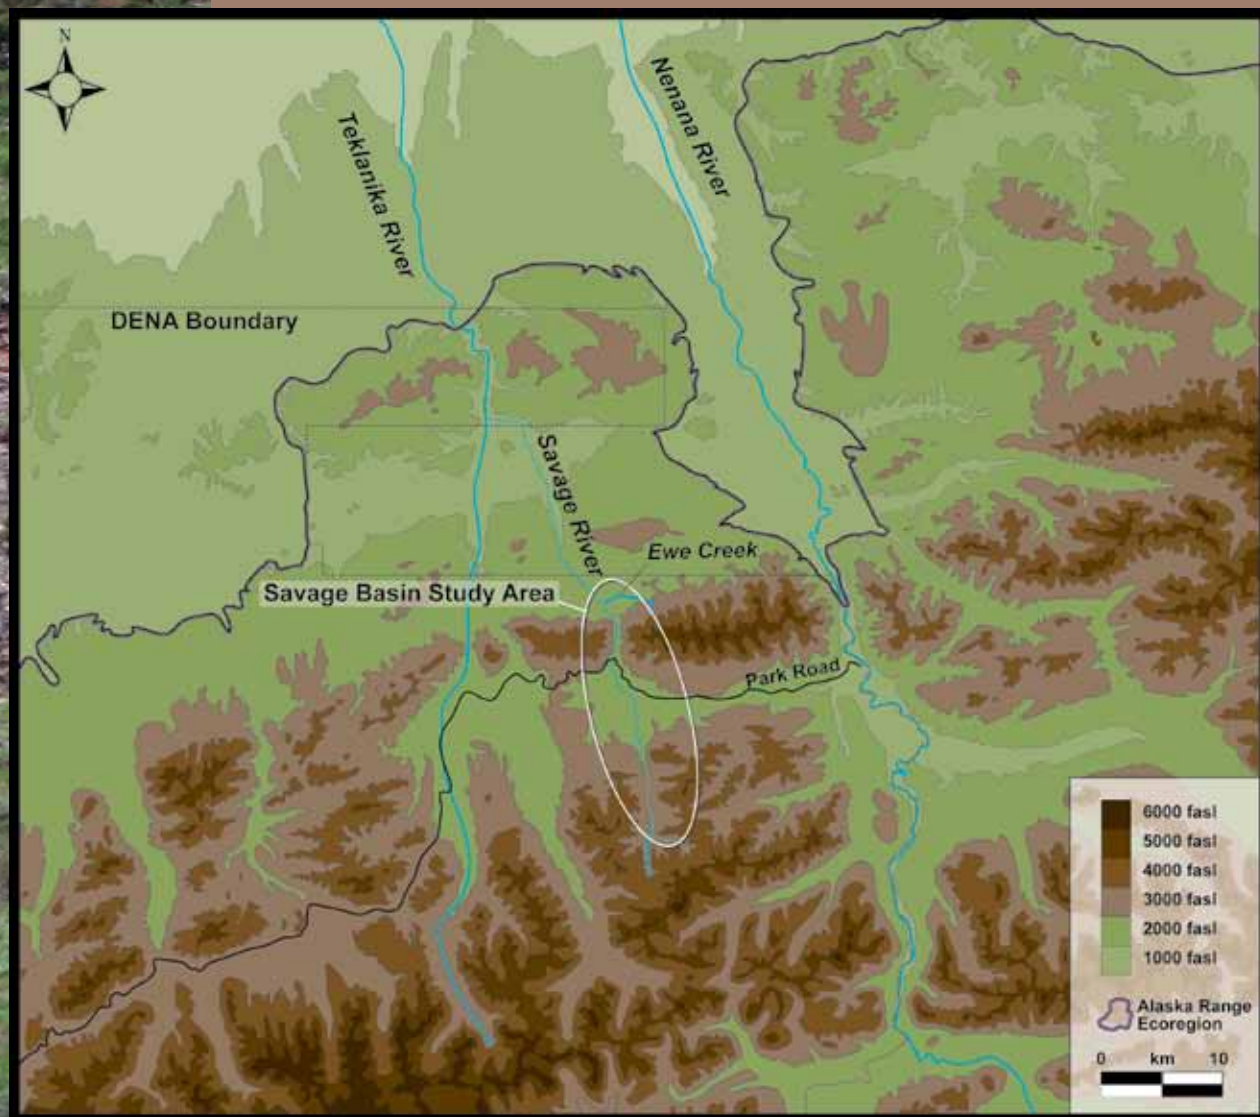 N
Teklanika River
Nenana River
DENA Boundary
Savage River
Ewe Creek
Savage Basin Study Area
Park Road
6000 fasl
5000 fasl
4000 fasl
3000 fasl
2000 fasl
1000 fasl
Alaska Range
Ecoregion
0 km 10